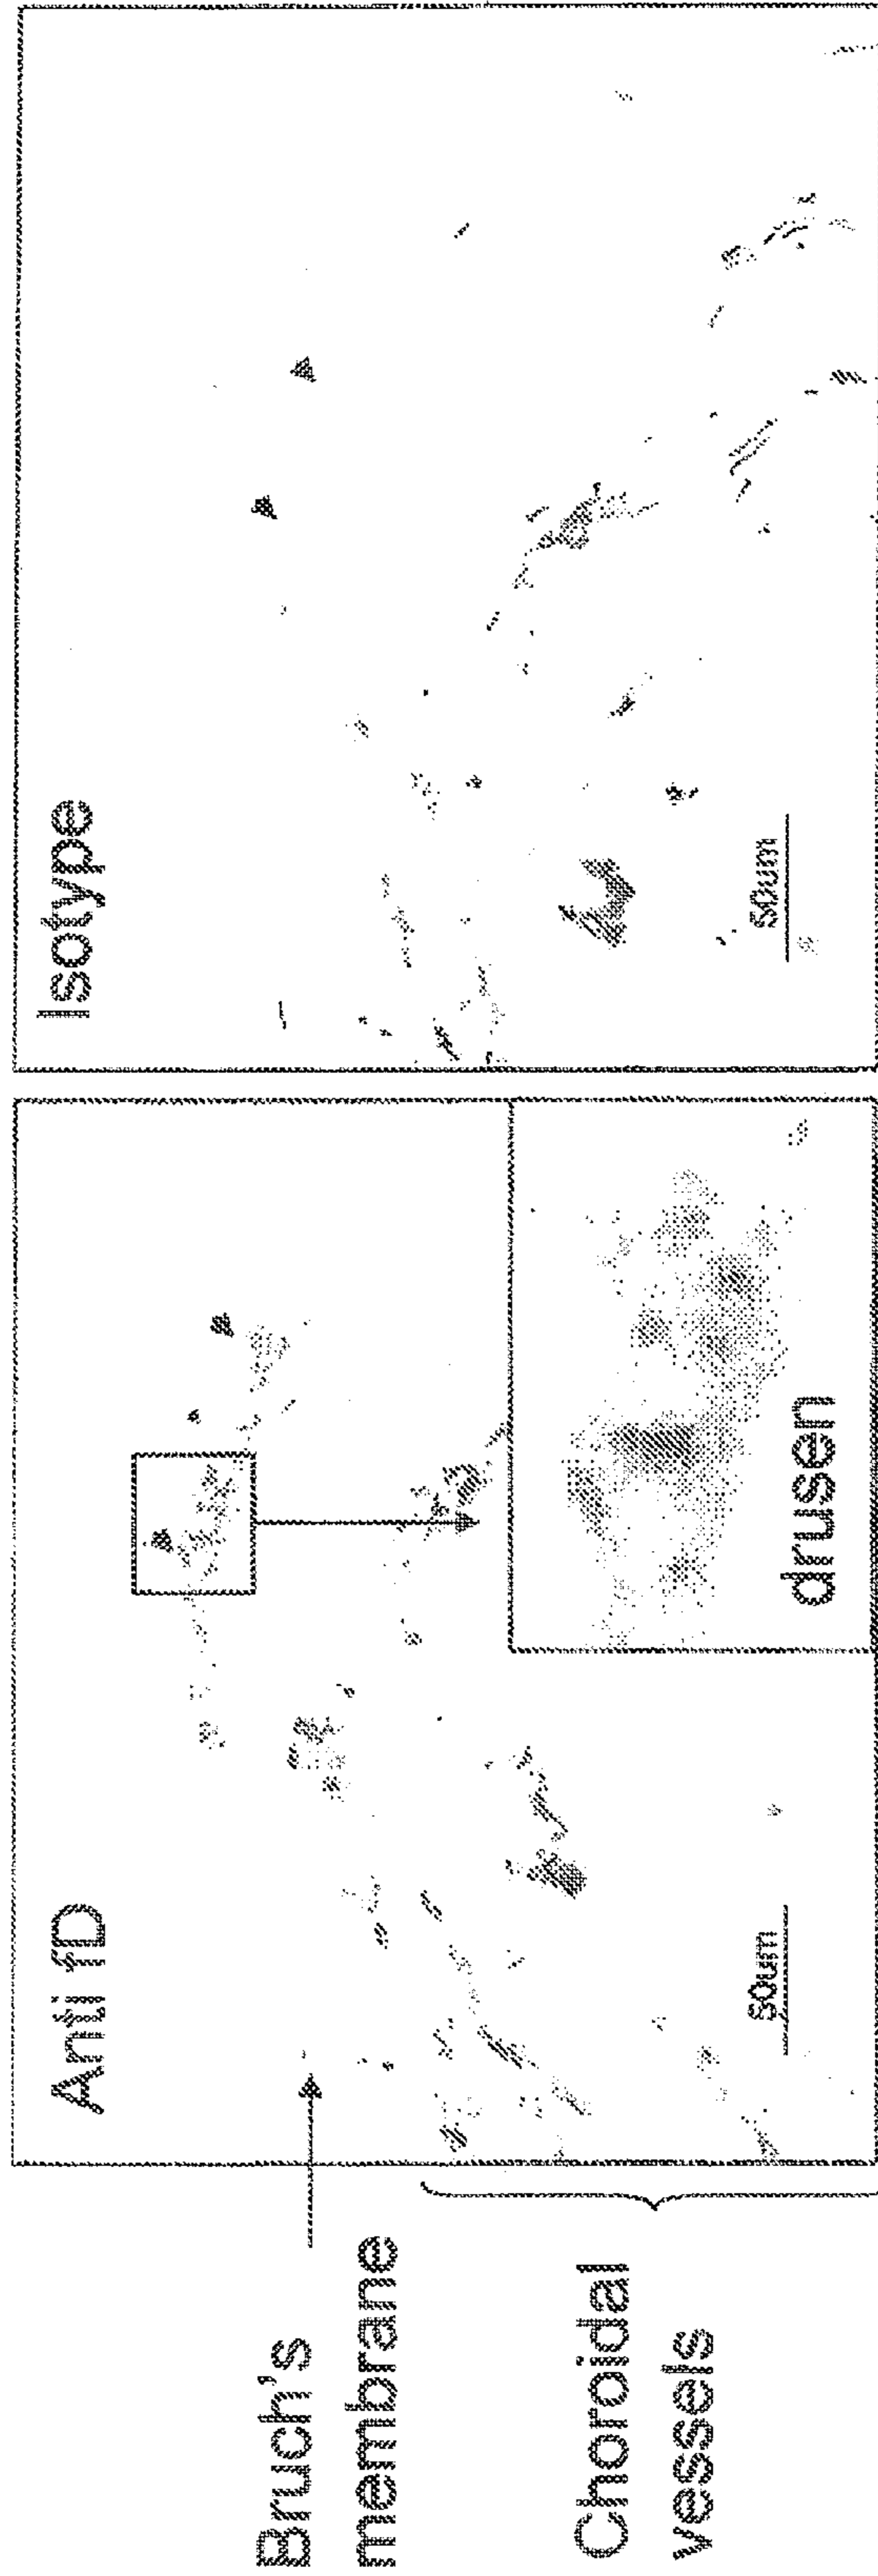 Bruch's
membrane
Choroidal
vessels
Anti fD
50um
drusen
Isotype
50um